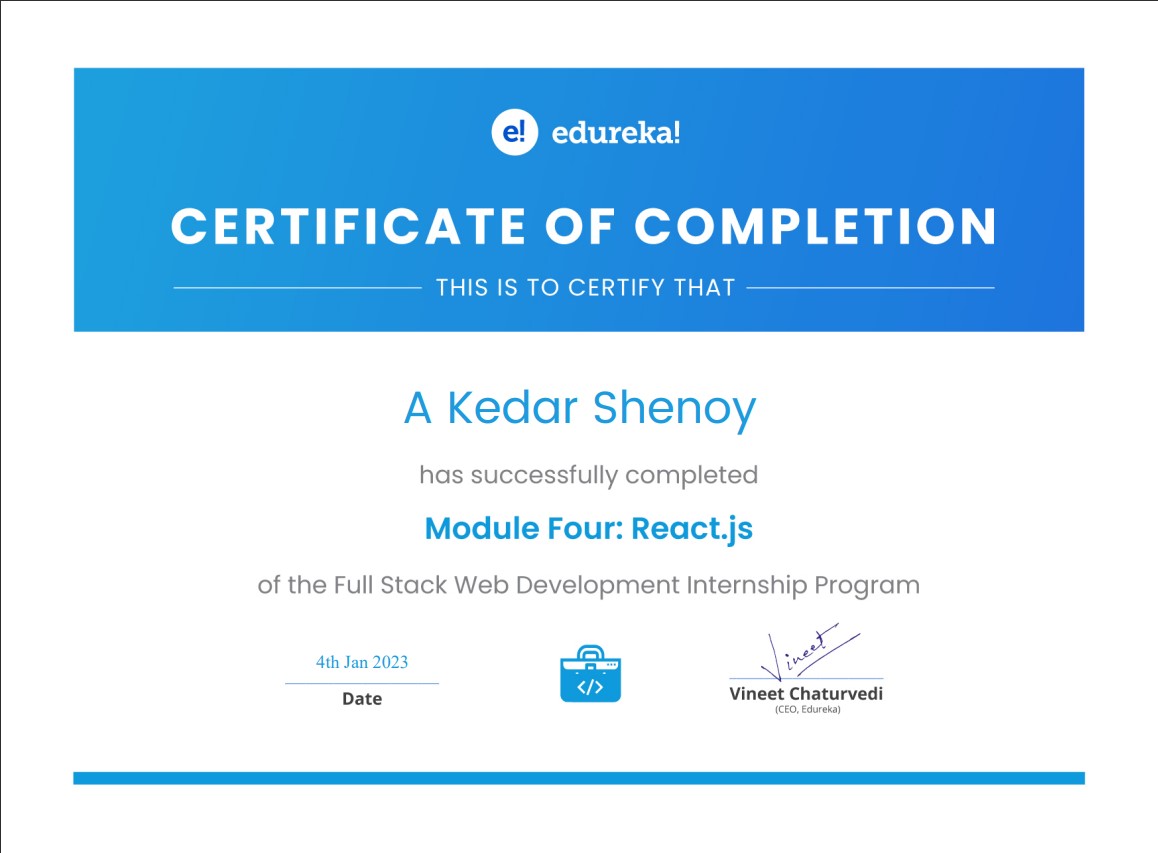 e! edureka!
CERTIFICATE OF COMPLETION
THIS IS TO CERTIFY THAT
A Kedar Shenoy
has successfully completed
Module Four: React.js
of the Full Stack Web Development Internship Program
4th Jan 2023
Date
</>
Vineet
Vineet Chaturvedi
(CEO, Edureka)